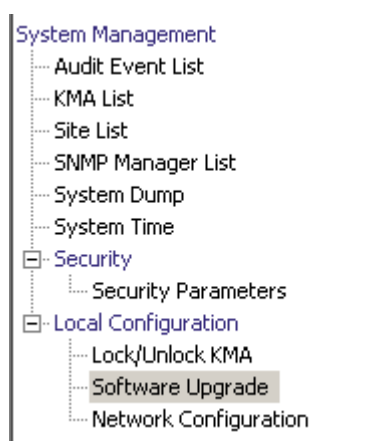 System Management
Audit Event List
KMA List
Site List
SNMP Manager List
System Dump
System Time
Security
Security Parameters
Local Configuration
Lock/Unlock KMA
Software Upgrade
Network Configuration